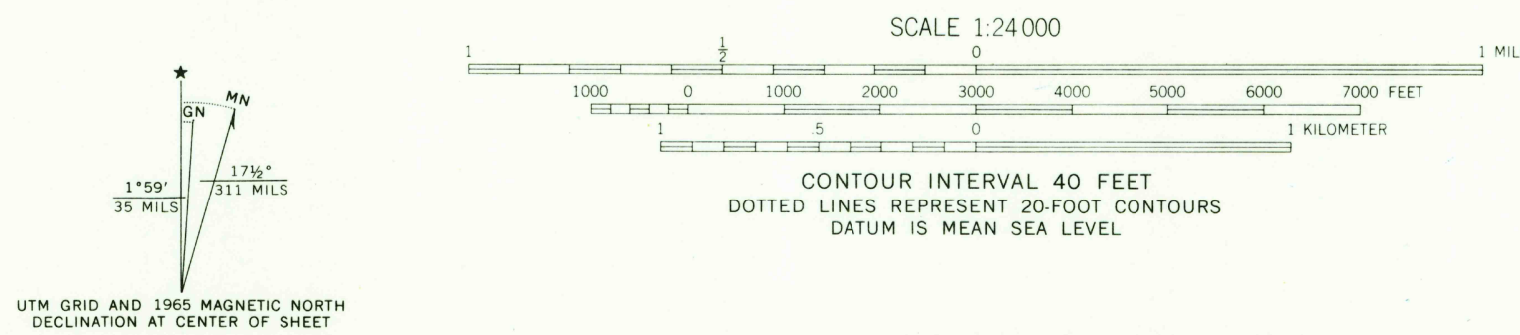 SCALE 1:24 000
1 ½ 0 1 MIL
1000 0 1000 2000 3000 4000 5000 6000 7000 FEET
1 .5 0 1 KILOMETER
CONTOUR INTERVAL 40 FEET
DOTTED LINES REPRESENT 20-FOOT CONTOURS
DATUM IS MEAN SEA LEVEL
★
MN
GN
17½°
311 MILS
1°59′
35 MILS
UTM GRID AND 1965 MAGNETIC NORTH
DECLINATION AT CENTER OF SHEET